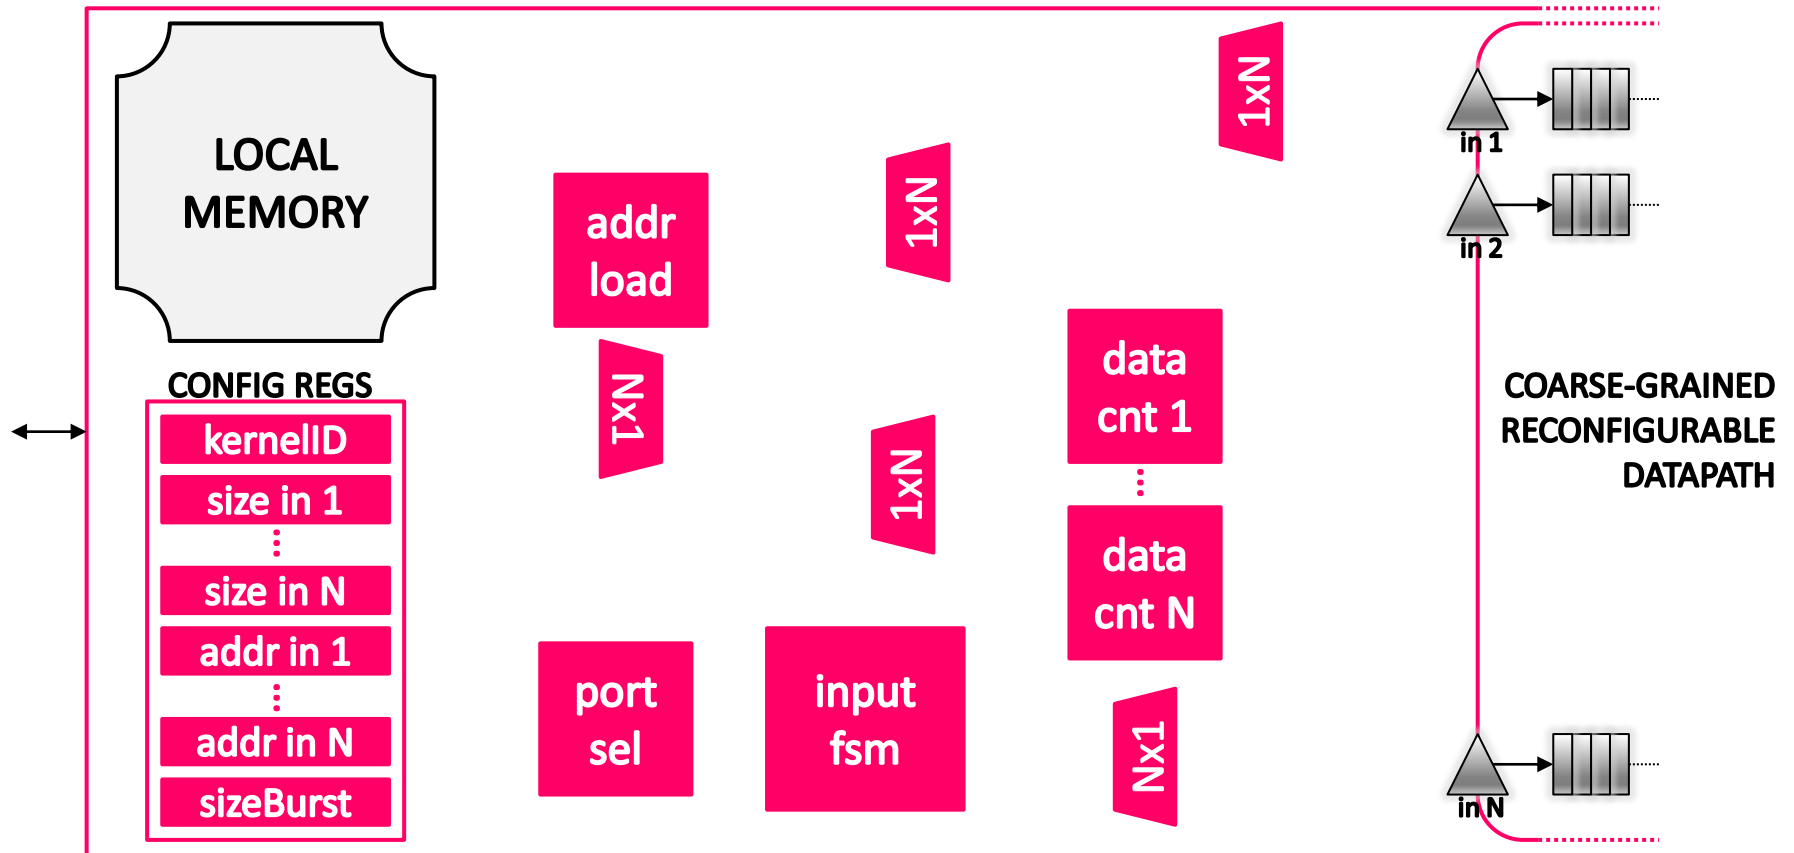 LOCAL
MEMORY
CONFIG REGS
kernelID
size in 1
size in N
addr in 1
addr in N
sizeBurst
addr
load
Nx1
port
sel
1xN
1xN
input
fsm
1xN
data
cnt 1
data
cnt N
Nx1
in 1
in 2
in N
COARSE-GRAINED
RECONFIGURABLE
DATAPATH